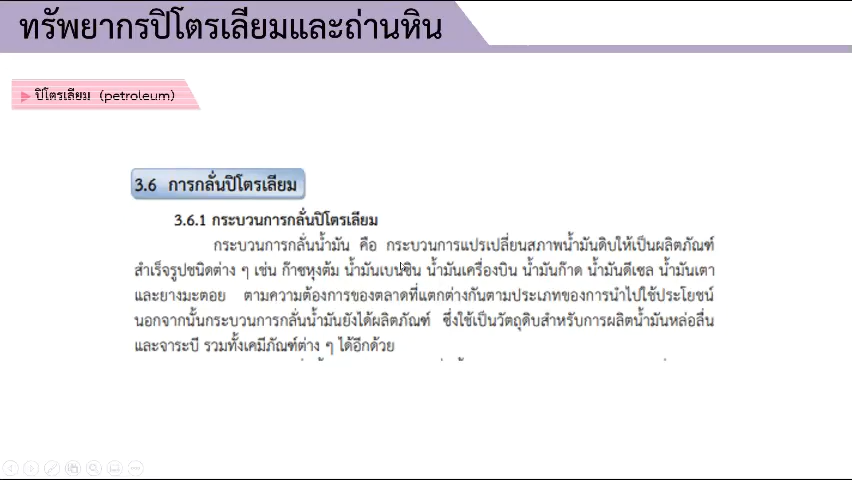 ทรัพยากรปิโตรเลียมและถ่านหิน
ปิโตรเลียม (petroleum)
3.6 การกลั่นปิโตรเลียม
3.6.1 กระบวนการกลั่นปิโตรเลียม
กระบวนการกลั่นน้ำมัน คือ กระบวนการแปรเปลี่ยนสภาพน้ำมันดิบให้เป็นผลิตภัณฑ์
สำเร็จรูปชนิดต่าง ๆ เช่น ก๊าซหุงต้ม น้ำมันเบนซิน น้ำมันเครื่องบิน น้ำมันก๊าด น้ำมันดีเซล น้ำมันเตา
และยางมะตอย ตามความต้องการของตลาดที่แตกต่างกันตามประเภทของการนำไปใช้ประโยชน์
นอกจากนั้นกระบวนการกลั่นน้ำมันยังได้ผลิตภัณฑ์ ซึ่งใช้เป็นวัตถุดิบสำหรับการผลิตน้ำมันหล่อลื่น
และจาระบี รวมทั้งเคมีภัณฑ์ต่าง ๆ ได้อีกด้วย